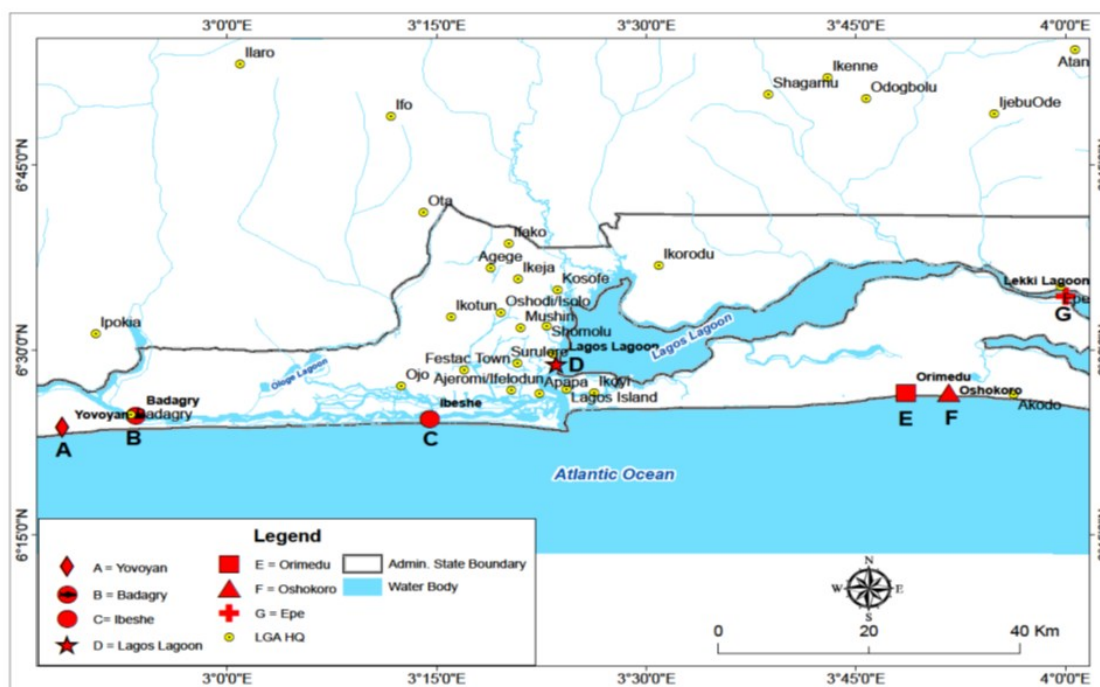 3°0'0"E 3°15'0"E 3°30'0"E 3°45'0"E 4°0'0"E
Ilaro
Atan
Ikenne
Shagamu
Odogbolu
Ifo
IjebuOde
6°45'0"N
Ota
Ifako
Agege
Ikeja
Ikorodu
Kosofe
Lekki Lagoon
Epe
G
Ikotun
Oshodi/Isolo
Mushin
Shomolu
Ipokia
6°30'0"N
Lagos Lagoon
Surulere
Lagos Lagoon
D
Festac Town
Ologe Lagoon
Ojo
Ajeromi/Ifelodun
Apapa
Ikoyi
Lagos Island
Orimedu
Oshokoro
Akodo
E
F
Badagry
Yovoyan
Badagry
Ibeshe
A
B
C
Atlantic Ocean
6°15'0"N
Legend
A = Yovoyan
B = Badagry
C= Ibeshe
D = Lagos Lagoon
E = Orimedu
F = Oshokoro
G = Epe
LGA HQ
Admin. State Boundary
Water Body
N
W E
S
0 20 40 Km
3°0'0"E 3°15'0"E 3°30'0"E 3°45'0"E 4°0'0"E